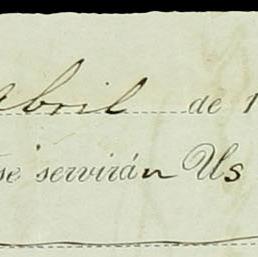 Abril de 1
se servirán Us